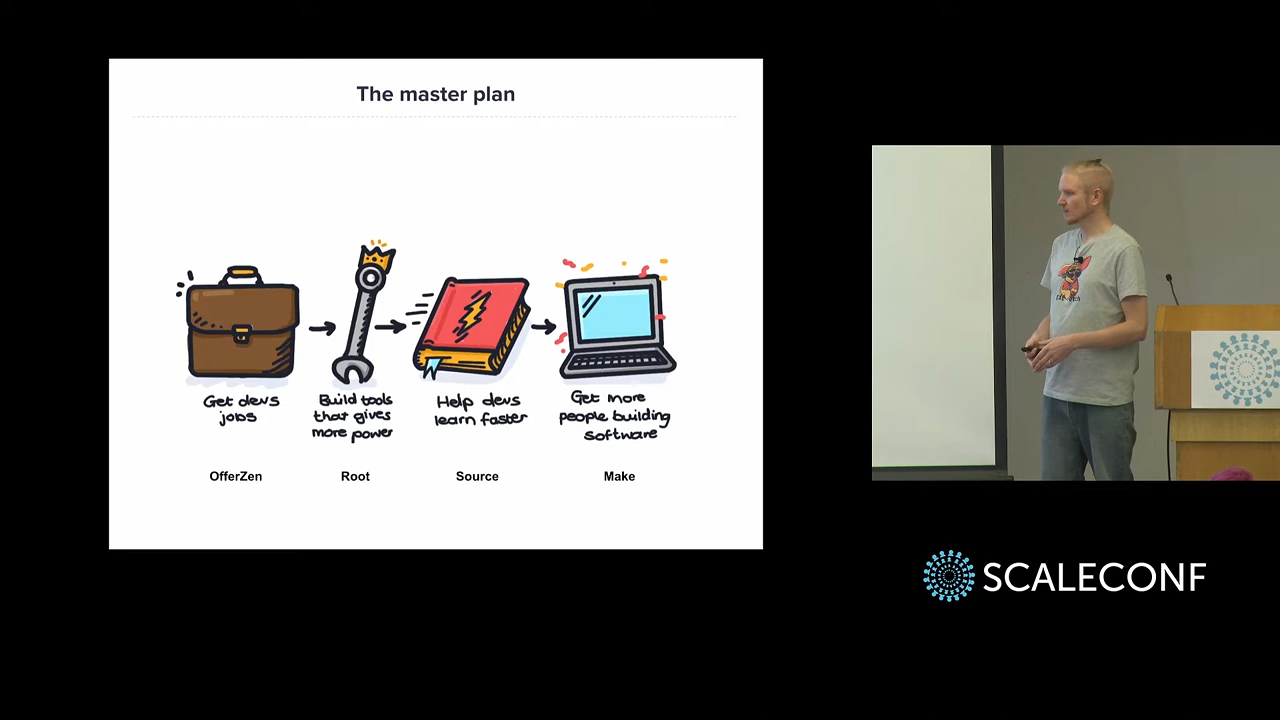 The master plan
Get devs
jobs
Build tools
that gives
more power
Help devs
learn faster
Get more
people building
software
OfferZen
Root
Source
Make
SCALECONF